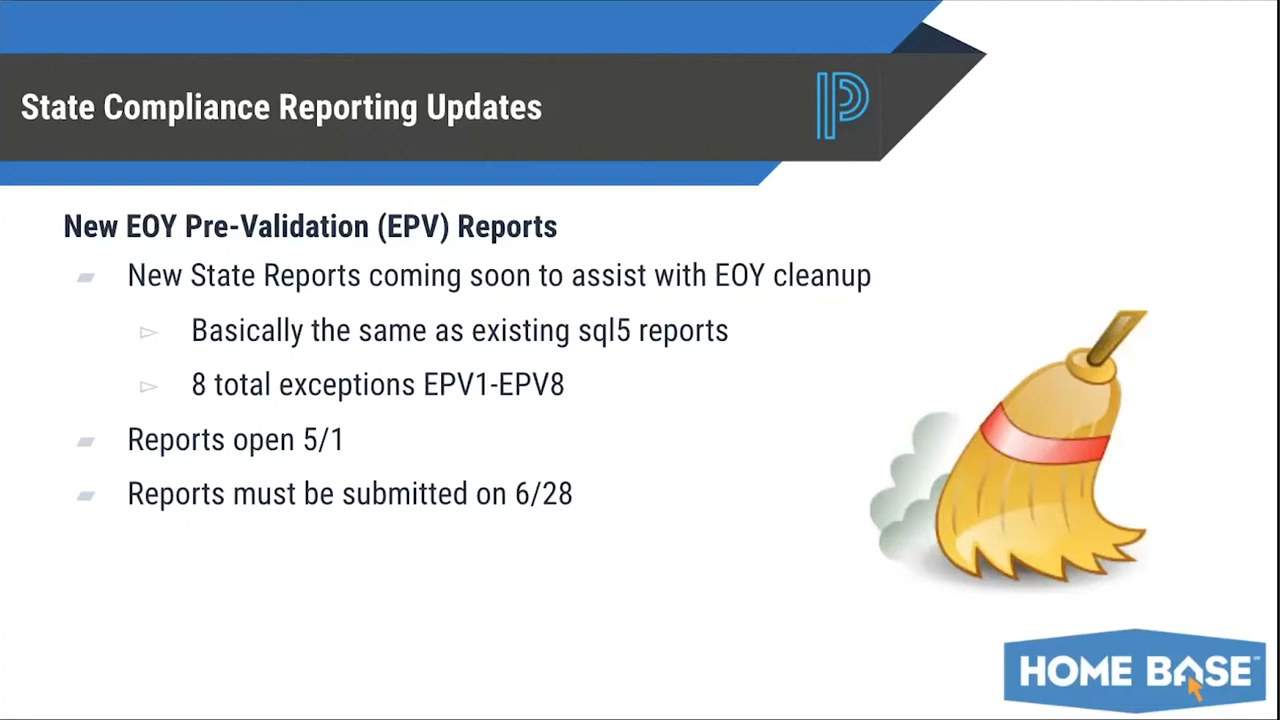 State Compliance Reporting Updates
New EOY Pre-Validation (EPV) Reports
New State Reports coming soon to assist with EOY cleanup
Basically the same as existing sql5 reports
8 total exceptions EPV1-EPV8
Reports open 5/1
Reports must be submitted on 6/28
HOME BASE